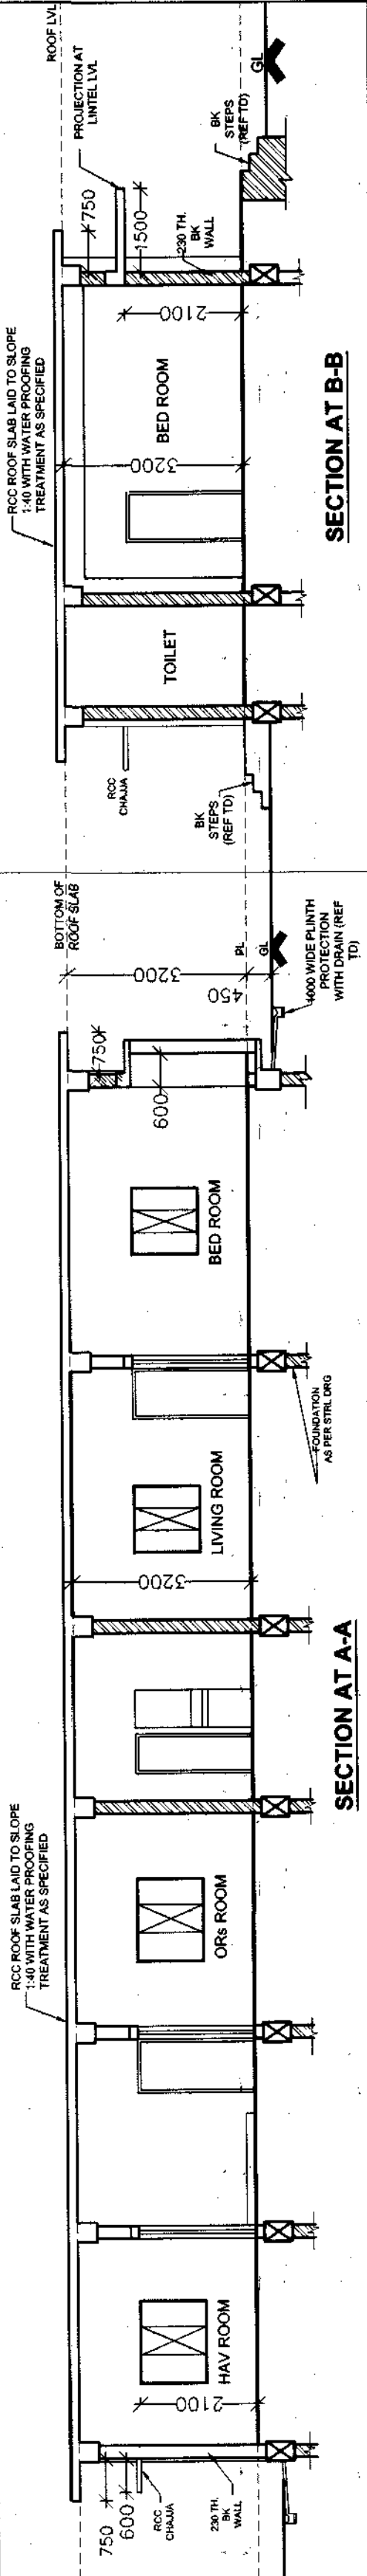 RCC ROOF SLAB LAID TO SLOPE
1:40 WITH WATER PROOFING
TREATMENT AS SPECIFIED
750
600
RCC
CHAJJA
230 TH.
BK
WALL
2100
HAV ROOM
ORs ROOM
3200
LIVING ROOM
FOUNDATION
AS PER STRL DRG
BED ROOM
600
750
SECTION AT A-A
BOTTOM OF
ROOF SLAB
3200
450
PL
GL
1000 WIDE PLINTH
PROTECTION
WITH DRAIN (REF
TD)
RCC ROOF SLAB LAID TO SLOPE
1:40 WITH WATER PROOFING
TREATMENT AS SPECIFIED
RCC
CHAJJA
BK
STEPS
(REF TD)
TOILET
3200
BED ROOM
2100
750
1500
230 TH.
BK
WALL
PROJECTION AT
LINTEL LVL
ROOF LVL
BK
STEPS
(REF TD)
GL
SECTION AT B-B